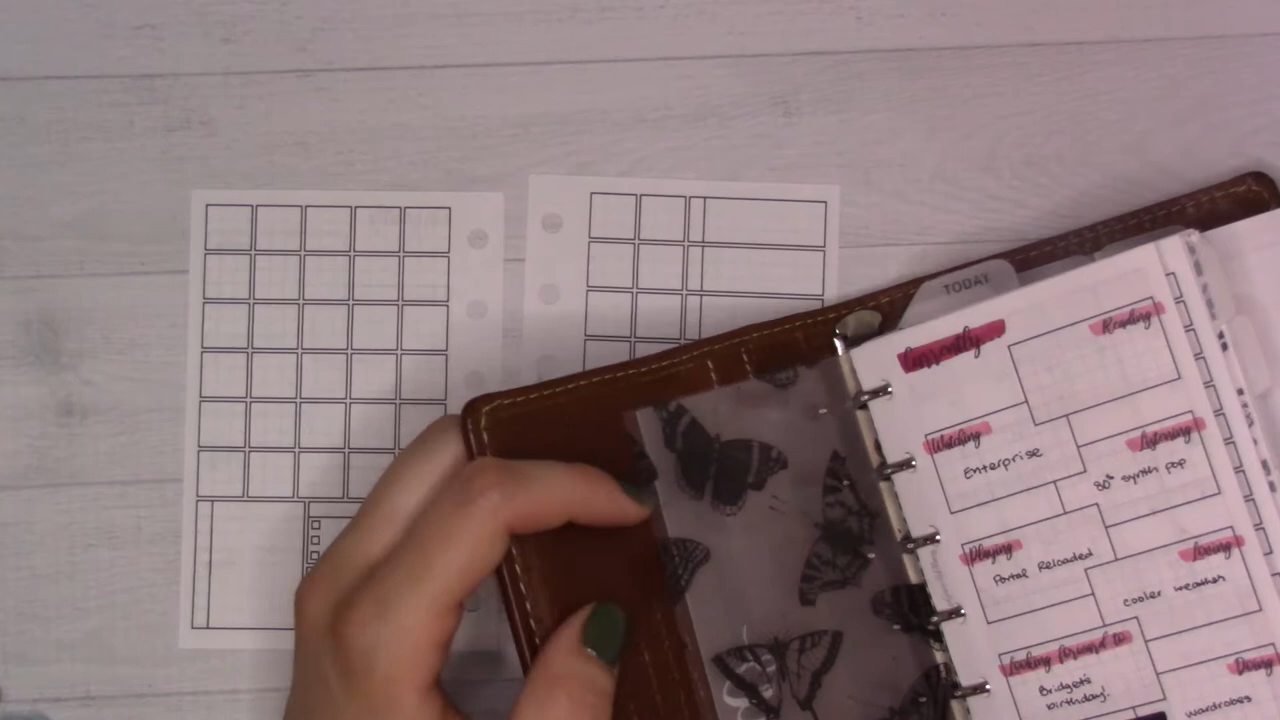 TODAY
Currently...
Reading
Watching
Enterprise
Listening
80s synth pop
Playing
Portal Reloaded
Loving
cooler weather
Looking forward to
Bridget's
birthday!
Doing
wardrobes